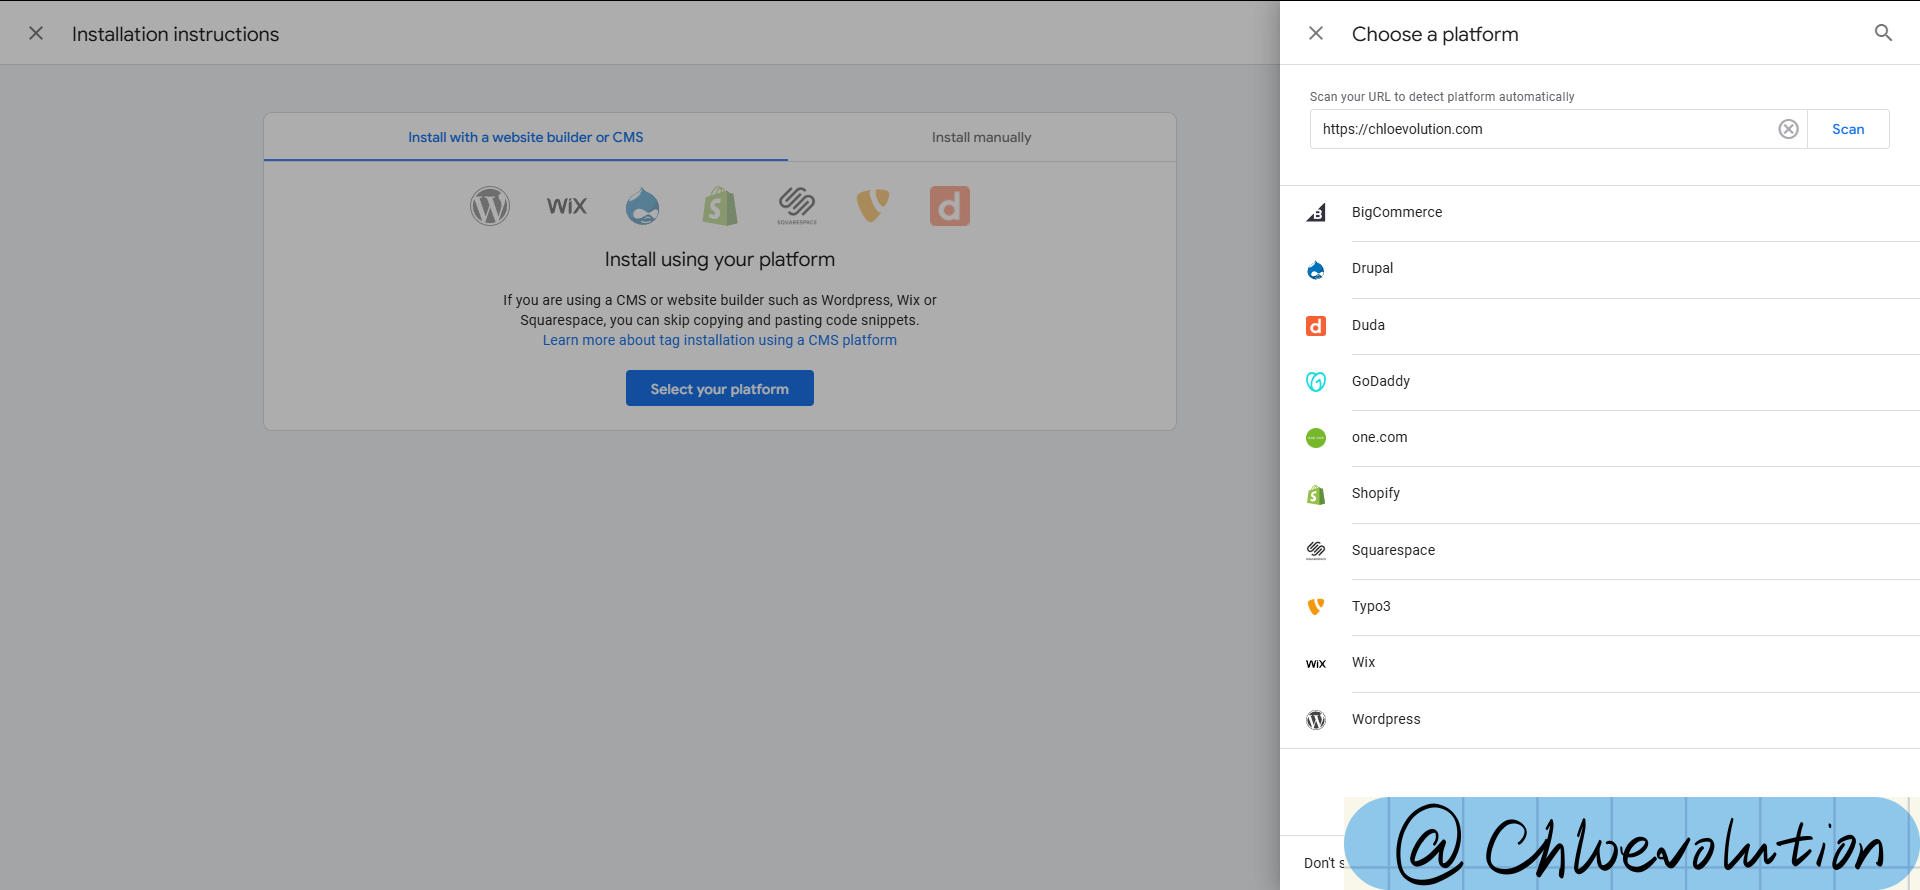 Installation instructions
Install with a website builder or CMS
Install manually
WiX
SQUARESPACE
d
Install using your platform
If you are using a CMS or website builder such as Wordpress, Wix or
Squarespace, you can skip copying and pasting code snippets.
Learn more about tag installation using a CMS platform
Select your platform
Choose a platform
Scan your URL to detect platform automatically
https://chloevolution.com
Scan
BigCommerce
Drupal
Duda
GoDaddy
one.com
Shopify
Squarespace
Typo3
WiX
Wix
Wordpress
Don't
@Chloevolution